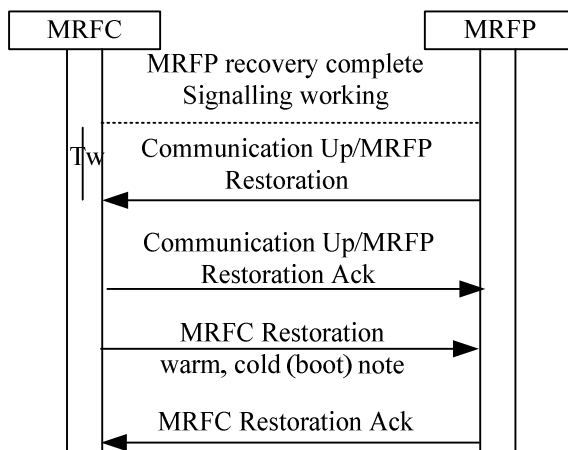 MRFC
MRFP
MRFP recovery complete
Signalling working
Tw
Communication Up/MRFP
Restoration
Communication Up/MRFP
Restoration Ack
MRFC Restoration
warm, cold (boot) note
MRFC Restoration Ack